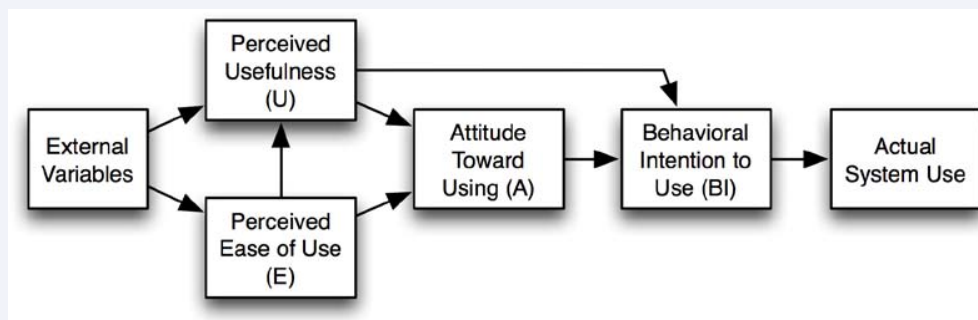 External
Variables
Perceived
Usefulness
(U)
Perceived
Ease of Use
(E)
Attitude
Toward
Using (A)
Behavioral
Intention to
Use (BI)
Actual
System Use